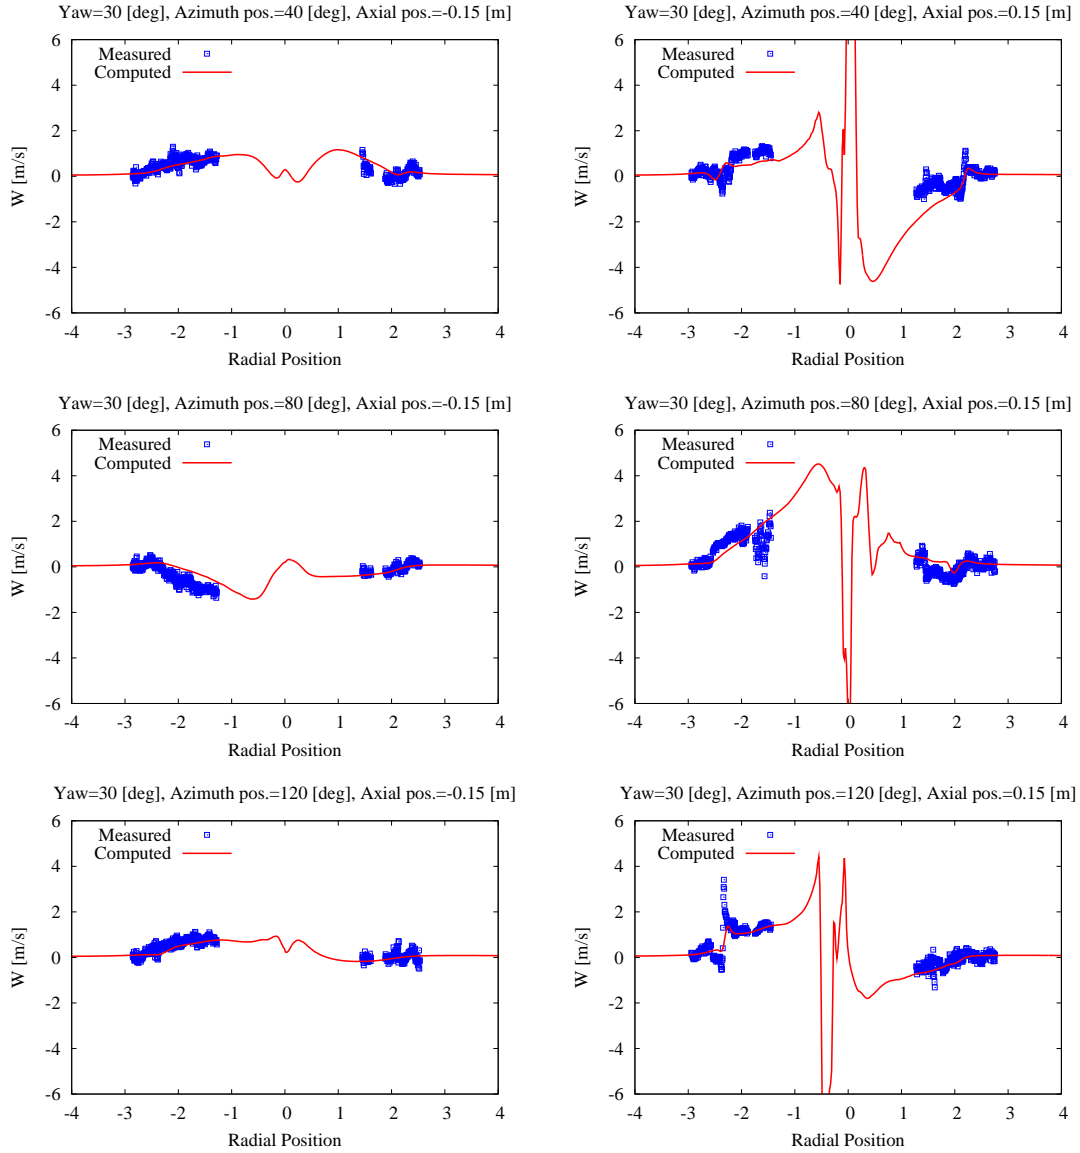 Yaw=30 [deg], Azimuth pos.=40 [deg], Axial pos.=-0.15 [m]
Measured
Computed
W [m/s]
6
4
2
0
-2
-4
-6
-4 -3 -2 -1 0 1 2 3 4
Radial Position
Yaw=30 [deg], Azimuth pos.=40 [deg], Axial pos.=0.15 [m]
Measured
Computed
W [m/s]
6
4
2
0
-2
-4
-6
-4 -3 -2 -1 0 1 2 3 4
Radial Position
Yaw=30 [deg], Azimuth pos.=80 [deg], Axial pos.=-0.15 [m]
Measured
Computed
W [m/s]
6
4
2
0
-2
-4
-6
-4 -3 -2 -1 0 1 2 3 4
Radial Position
Yaw=30 [deg], Azimuth pos.=80 [deg], Axial pos.=0.15 [m]
Measured
Computed
W [m/s]
6
4
2
0
-2
-4
-6
-4 -3 -2 -1 0 1 2 3 4
Radial Position
Yaw=30 [deg], Azimuth pos.=120 [deg], Axial pos.=-0.15 [m]
Measured
Computed
W [m/s]
6
4
2
0
-2
-4
-6
-4 -3 -2 -1 0 1 2 3 4
Radial Position
Yaw=30 [deg], Azimuth pos.=120 [deg], Axial pos.=0.15 [m]
Measured
Computed
W [m/s]
6
4
2
0
-2
-4
-6
-4 -3 -2 -1 0 1 2 3 4
Radial Position